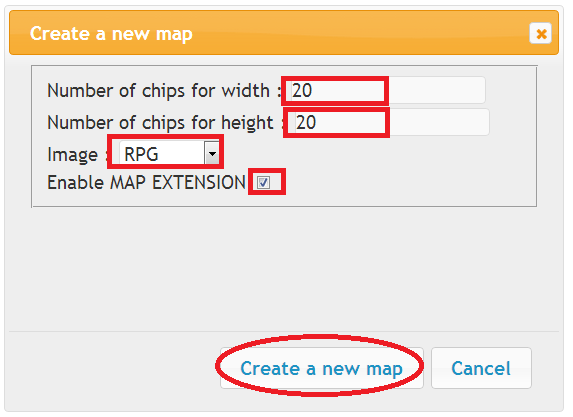 Create a new map
Number of chips for width : 20
Number of chips for height : 20
Image : RPG
Enable MAP EXTENSION
Create a new map
Cancel